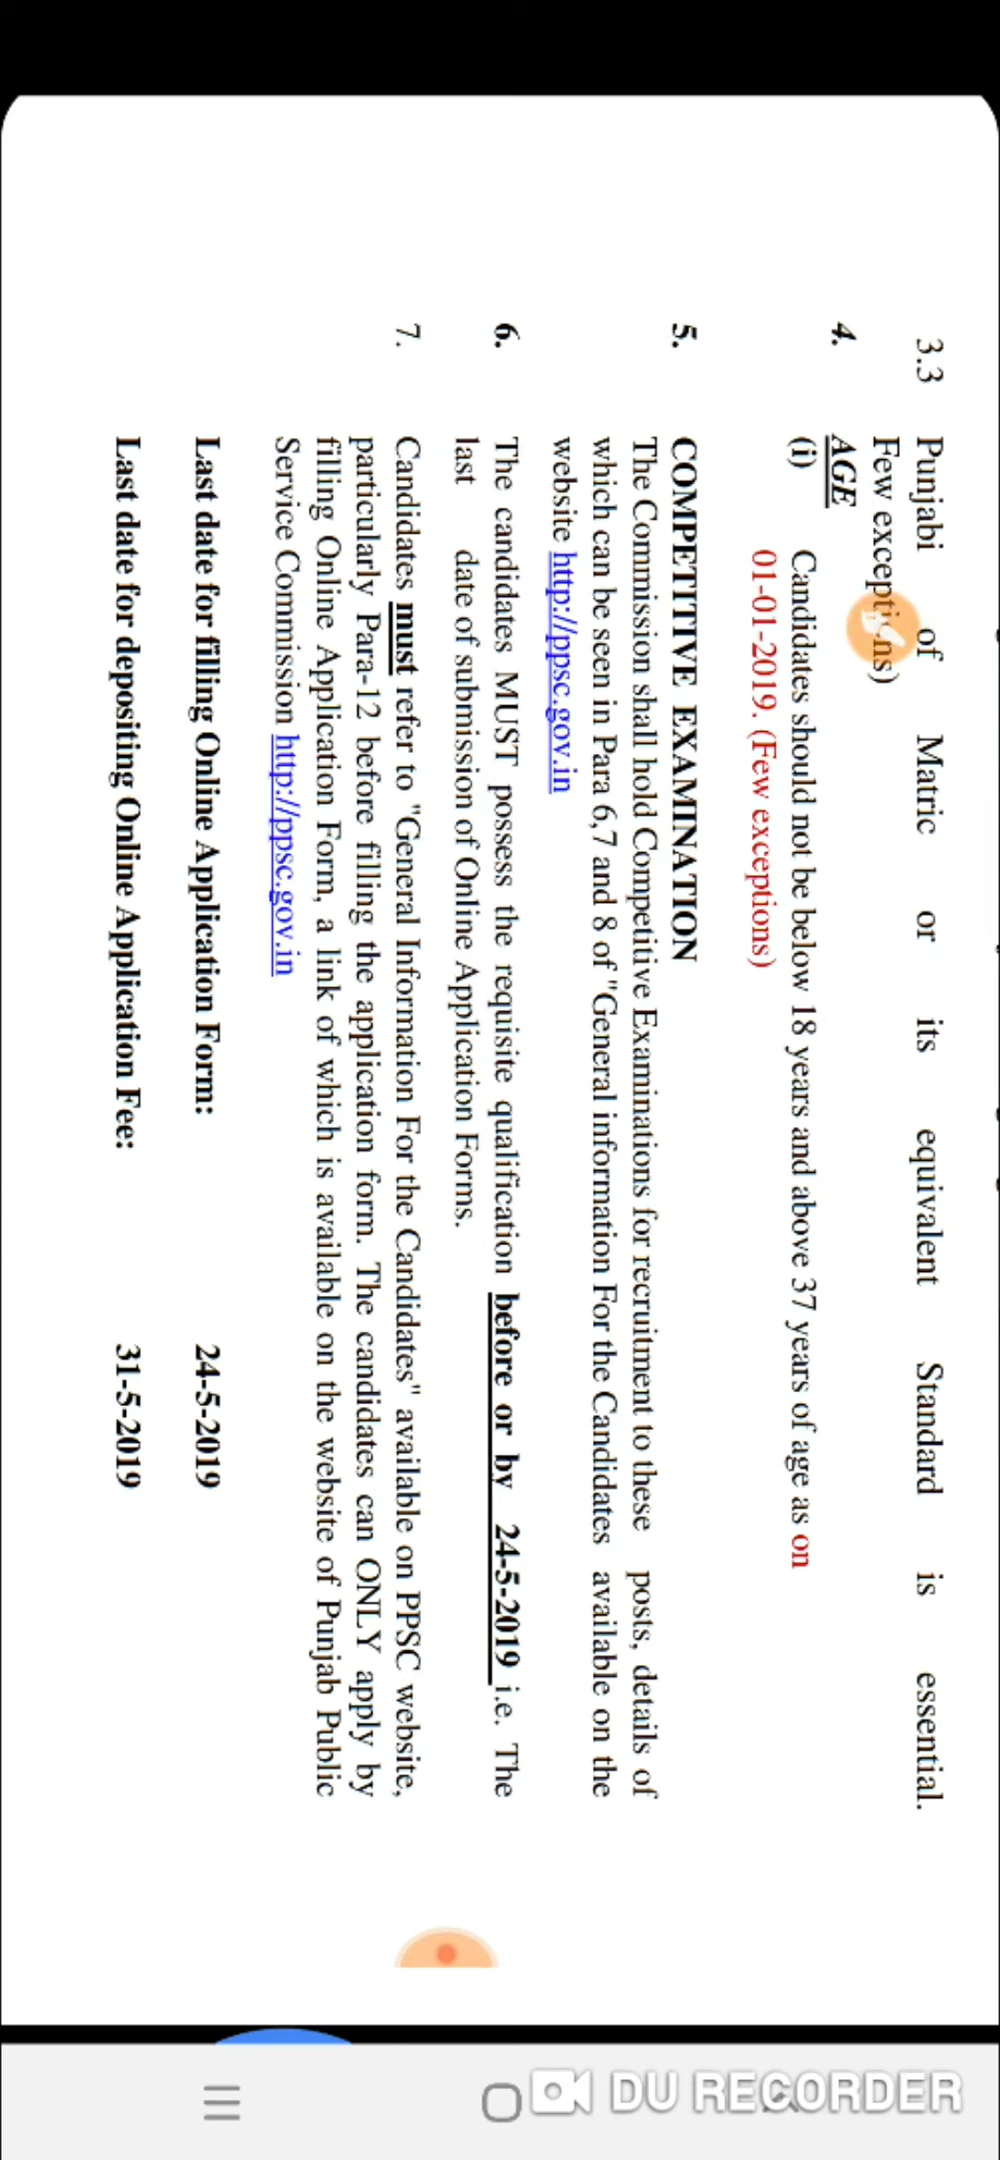 3.3 Punjabi of Matric or its equivalent Standard is essential.
Few exceptions)
4. AGE
(i) Candidates should not be below 18 years and above 37 years of age as on
01-01-2019. (Few exceptions)
5. COMPETITIVE EXAMINATION
The Commission shall hold Competitive Examinations for recruitment to these posts, details of
which can be seen in Para 6,7 and 8 of "General information For the Candidates available on the
website http://ppsc.gov.in
6. The candidates MUST possess the requisite qualification before or by 24-5-2019 i.e. The
last date of submission of Online Application Forms.
7. Candidates must refer to "General Information For the Candidates" available on PPSC website,
particularly Para-12 before filling the application form. The candidates can ONLY apply by
filling Online Application Form, a link of which is available on the website of Punjab Public
Service Commission http://ppsc.gov.in
Last date for filling Online Application Form: 24-5-2019
Last date for depositing Online Application Fee: 31-5-2019
DU RECORDER